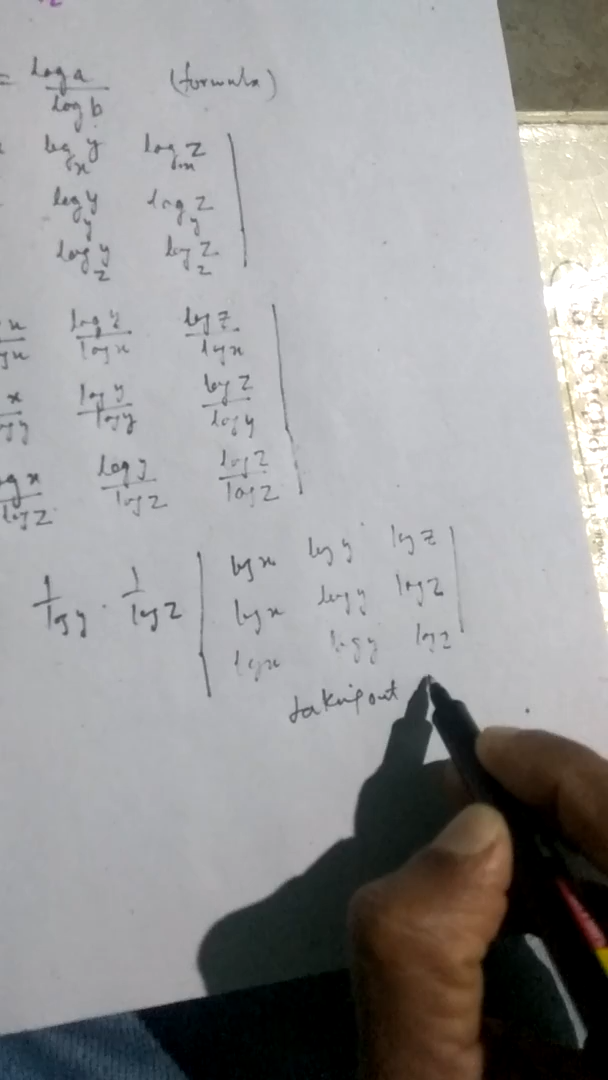 = log a / log b (formula)
log_x y log_x z
log_y y log_y z
log_z y log_z z
x/log x log y/log x log z/log x
x/log y log y/log y log z/log y
log x/log z log y/log z log z/log z
1/log y · 1/log z | log x log y log z |
log x log y log z
log x log y log z
taking out